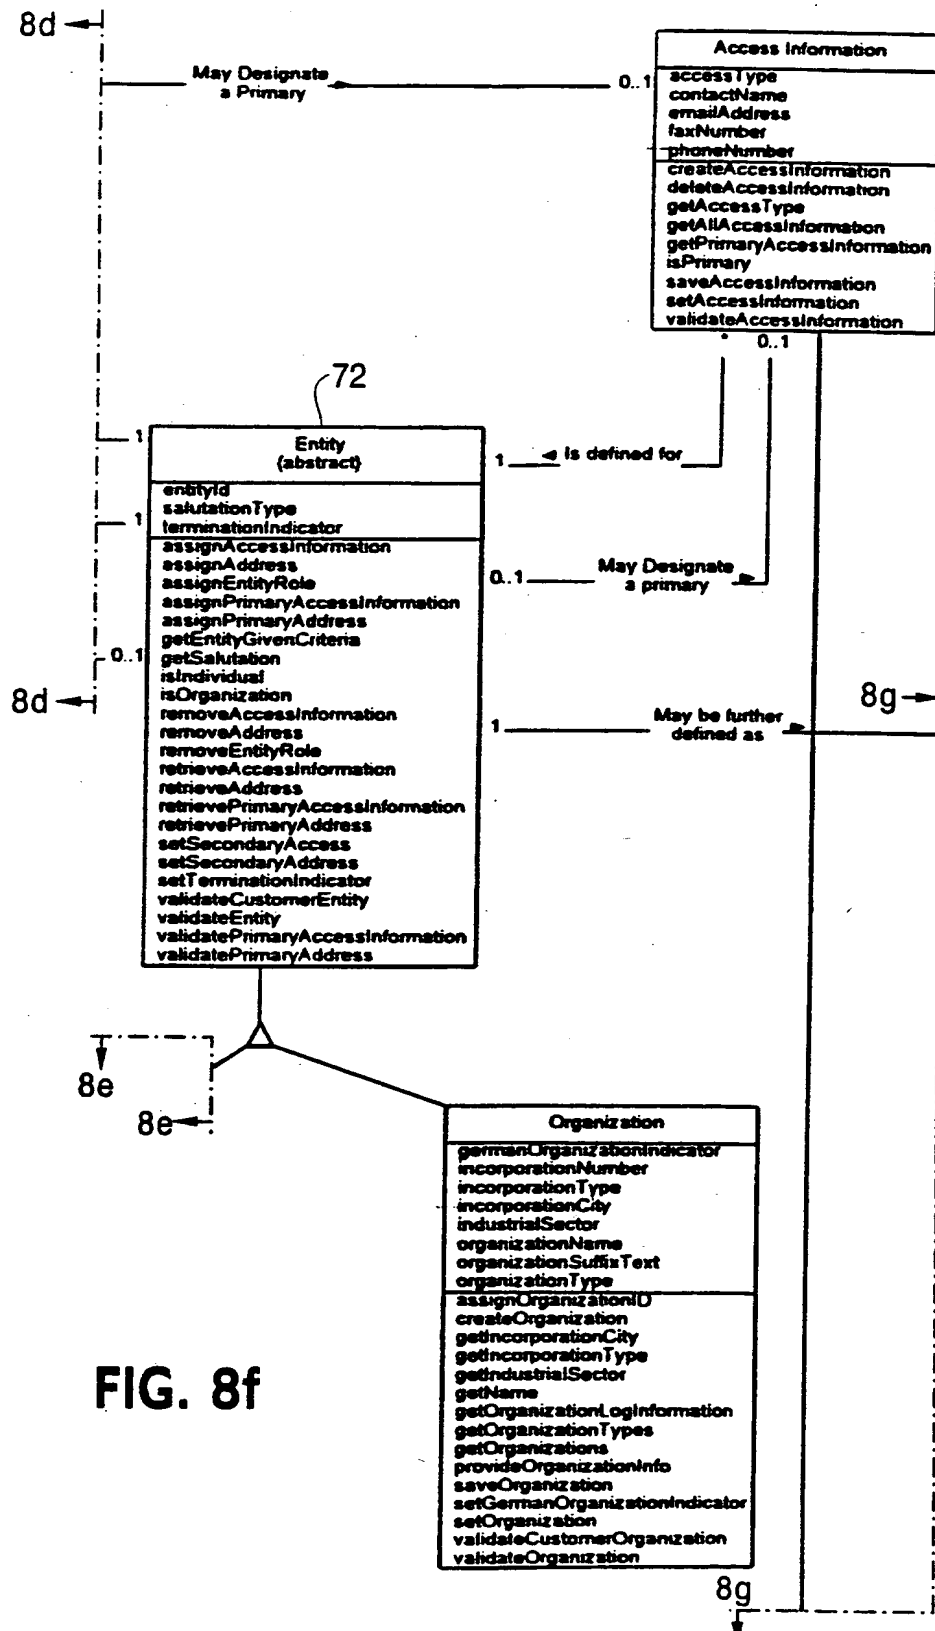 8d
May Designate
a Primary
0..1
Access Information
accessType
contactName
emailAddress
faxNumber
phoneNumber
createAccessInformation
deleteAccessInformation
getAccessType
getAllAccessInformation
getPrimaryAccessInformation
isPrimary
saveAccessInformation
setAccessInformation
validateAccessInformation
*
0..1
72
1
1
0..1
8d
Entity
{abstract}
entityId
salutationType
terminationIndicator
assignAccessInformation
assignAddress
assignEntityRole
assignPrimaryAccessInformation
assignPrimaryAddress
getEntityGivenCriteria
getSalutation
isIndividual
isOrganization
removeAccessInformation
removeAddress
removeEntityRole
retrieveAccessInformation
retrieveAddress
retrievePrimaryAccessInformation
retrievePrimaryAddress
setSecondaryAccess
setSecondaryAddress
setTerminationIndicator
validateCustomerEntity
validateEntity
validatePrimaryAccessInformation
validatePrimaryAddress
1
Is defined for
0..1
May Designate
a primary
1
May be further
defined as
8g
8e
8e
Organization
germanOrganizationIndicator
incorporationNumber
incorporationType
incorporationCity
industrialSector
organizationName
organizationSuffixText
organizationType
assignOrganizationID
createOrganization
getIncorporationCity
getIncorporationType
getIndustrialSector
getName
getOrganizationLogInformation
getOrganizationTypes
getOrganizations
provideOrganizationInfo
saveOrganization
setGermanOrganizationIndicator
setOrganization
validateCustomerOrganization
validateOrganization
FIG. 8f
8g